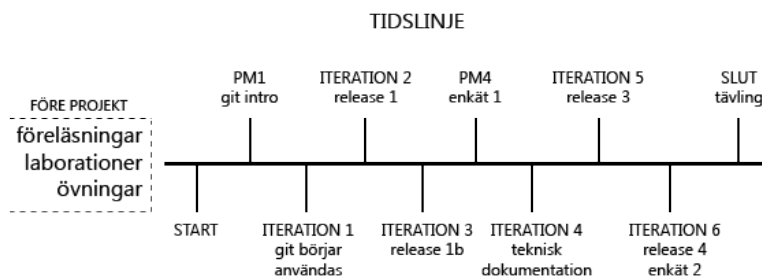 TIDSLINJE
PM1
git intro
ITERATION 2
release 1
PM4
enkät 1
ITERATION 5
release 3
SLUT
tävling
FÖRE PROJEKT
föreläsningar
laborationer
övningar
START
ITERATION 1
git börjar
användas
ITERATION 3
release 1b
ITERATION 4
teknisk
dokumentation
ITERATION 6
release 4
enkät 2